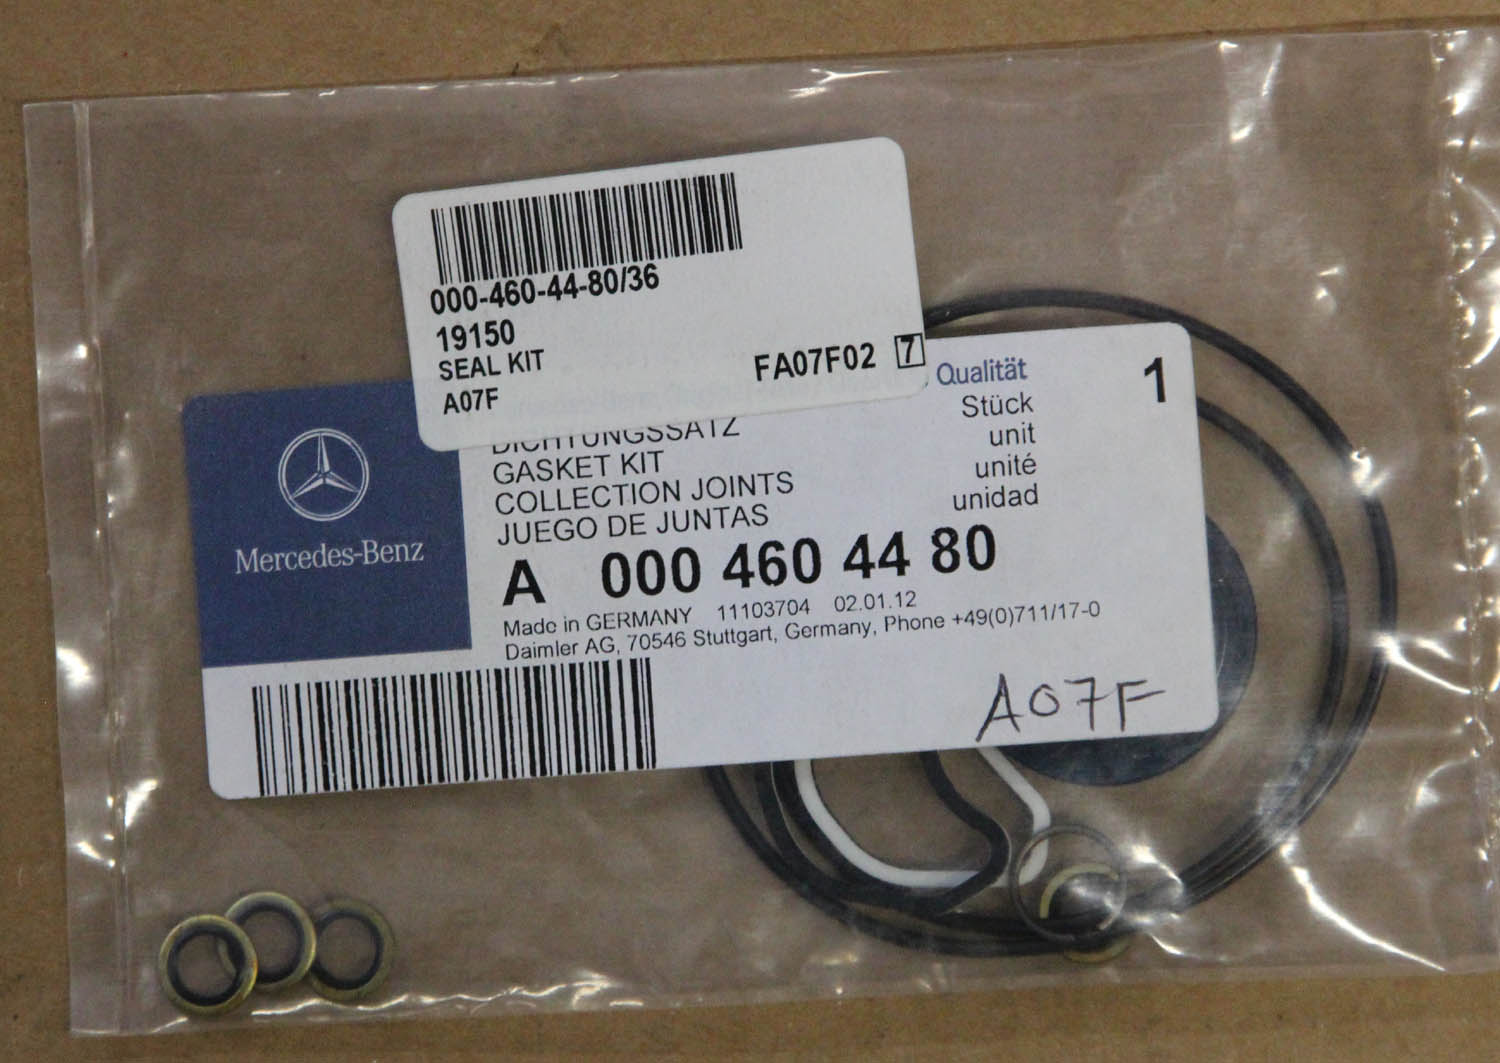 000-460-44-80/36
19150
SEAL KIT
A07F
FA07F02 7
Mercedes-Benz
Qualität
1
DICHTUNGSSATZ
Stück
GASKET KIT
unit
COLLECTION JOINTS
unité
JUEGO DE JUNTAS
unidad
A 000 460 44 80
Made in GERMANY 11103704 02.01.12
Daimler AG, 70546 Stuttgart, Germany, Phone +49(0)711/17-0
A07F